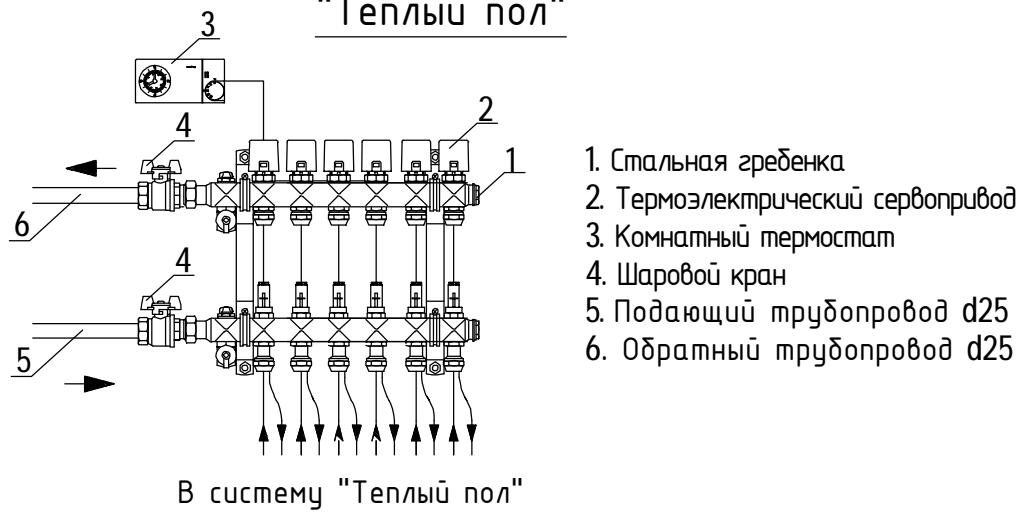 "Теплый пол"
3
4
2
1
6
4
5
1. Стальная гребенка
2. Термоэлектрический сервопривод
3. Комнатный термостат
4. Шаровой кран
5. Подающий трубопровод d25
6. Обратный трубопровод d25
В систему "Теплый пол"